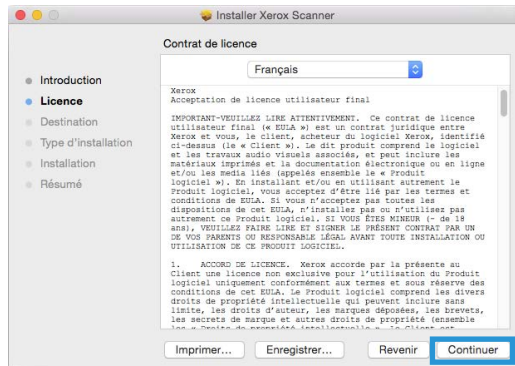 Installer Xerox Scanner
Contrat de licence
Introduction
Licence
Destination
Type d'installation
Installation
Résumé
Français
Xerox
Acceptation de licence utilisateur final
IMPORTANT-VEUILLEZ LIRE ATTENTIVEMENT. Ce contrat de licence
utilisateur final (« EULA ») est un contrat juridique entre
Xerox et vous, le client, acheteur du logiciel Xerox, identifié
ci-dessus (le « Client »). Le dit produit comprend le logiciel
et les travaux audio visuels associés, et peut inclure les
matériaux imprimés et la documentation électronique ou en ligne
et/ou les media liés (appelés ensemble le « Produit
logiciel »). En installant et/ou en utilisant autrement le
Produit logiciel, vous acceptez d'être lié par les termes et
conditions de EULA. Si vous n'acceptez pas toutes les
dispositions de cet EULA, n'installez pas ou n'utilisez pas
autrement ce Produit logiciel. SI VOUS ÊTES MINEUR (- de 18
ans), VEUILLEZ FAIRE LIRE ET SIGNER LE PRÉSENT CONTRAT PAR UN
DE VOS PARENTS OU RESPONSABLE LÉGAL AVANT TOUTE INSTALLATION OU
UTILISATION DE CE PRODUIT LOGICIEL.
1. ACCORD DE LICENCE. Xerox accorde par la présente au
Client une licence non exclusive pour l'utilisation du Produit
logiciel uniquement conformément aux termes et sous réserve des
conditions de cet EULA. Le Produit logiciel comprend les divers
droits de propriété intellectuelle qui peuvent inclure sans
limite, les droits d'auteur, les marques déposées, les brevets,
les secrets de marque et autres droits de propriété (ensemble
les « Droits de propriété intellectuelle ». Le Client est
Imprimer...
Enregistrer...
Revenir
Continuer